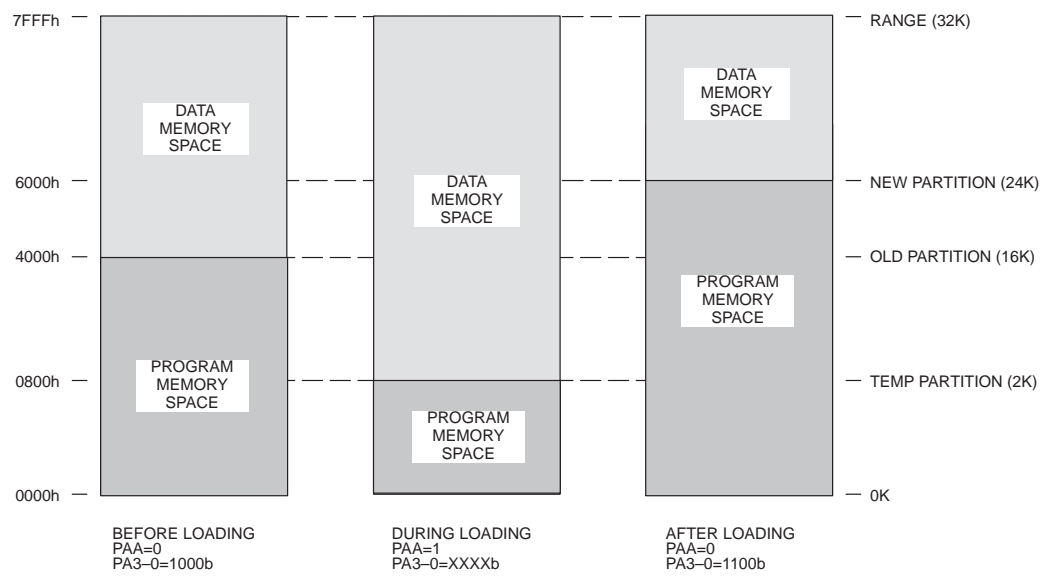 7FFFh
RANGE (32K)
DATA
MEMORY
SPACE
DATA
MEMORY
SPACE
6000h
DATA
MEMORY
SPACE
NEW PARTITION (24K)
4000h
OLD PARTITION (16K)
PROGRAM
MEMORY
SPACE
0800h
PROGRAM
MEMORY
SPACE
TEMP PARTITION (2K)
PROGRAM
MEMORY
SPACE
0000h
0K
BEFORE LOADING
PAA=0
PA3–0=1000b
DURING LOADING
PAA=1
PA3–0=XXXXb
AFTER LOADING
PAA=0
PA3–0=1100b